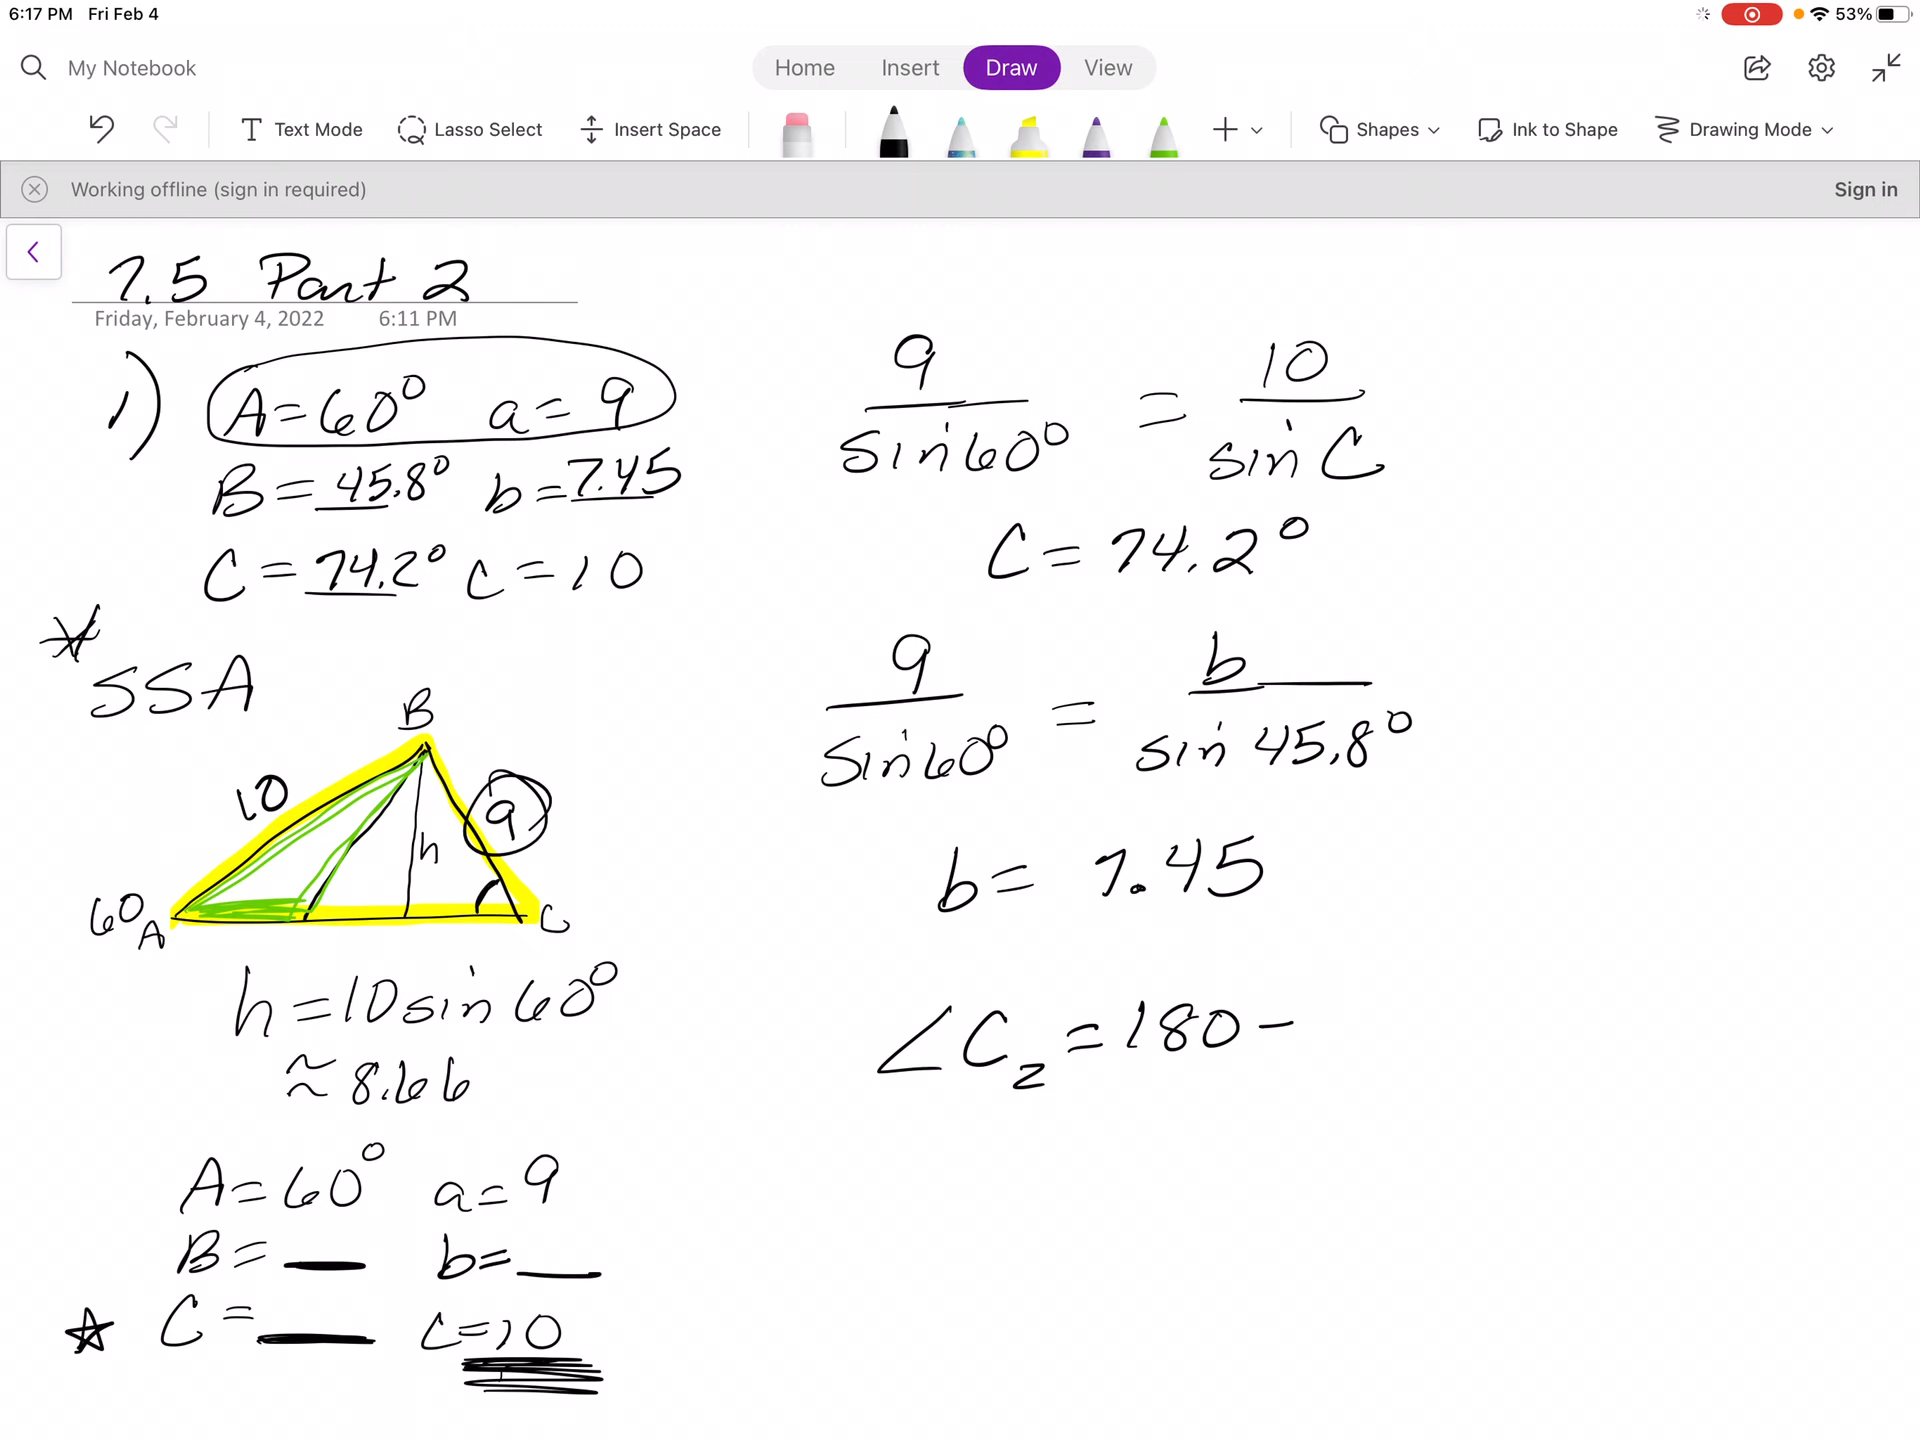 6:17 PM Fri Feb 4 53%
My Notebook Home Insert Draw View
Text Mode Lasso Select Insert Space Shapes Ink to Shape Drawing Mode
Working offline (sign in required) Sign in
7.5 Part 2
Friday, February 4, 2022 6:11 PM
1) A=60° a=9
B=45.8° b=7.45
C=74.2° c=10
* SSA
B
10
9
h
60 A
C
h=10sin60°
≈8.66
A=60° a=9
B=__ b=__
☆ C=__ c=10
9 = 10
sin60° sin C
C=74.2°
9 = b
sin60° sin 45.8°
b= 7.45
∠C₂=180-